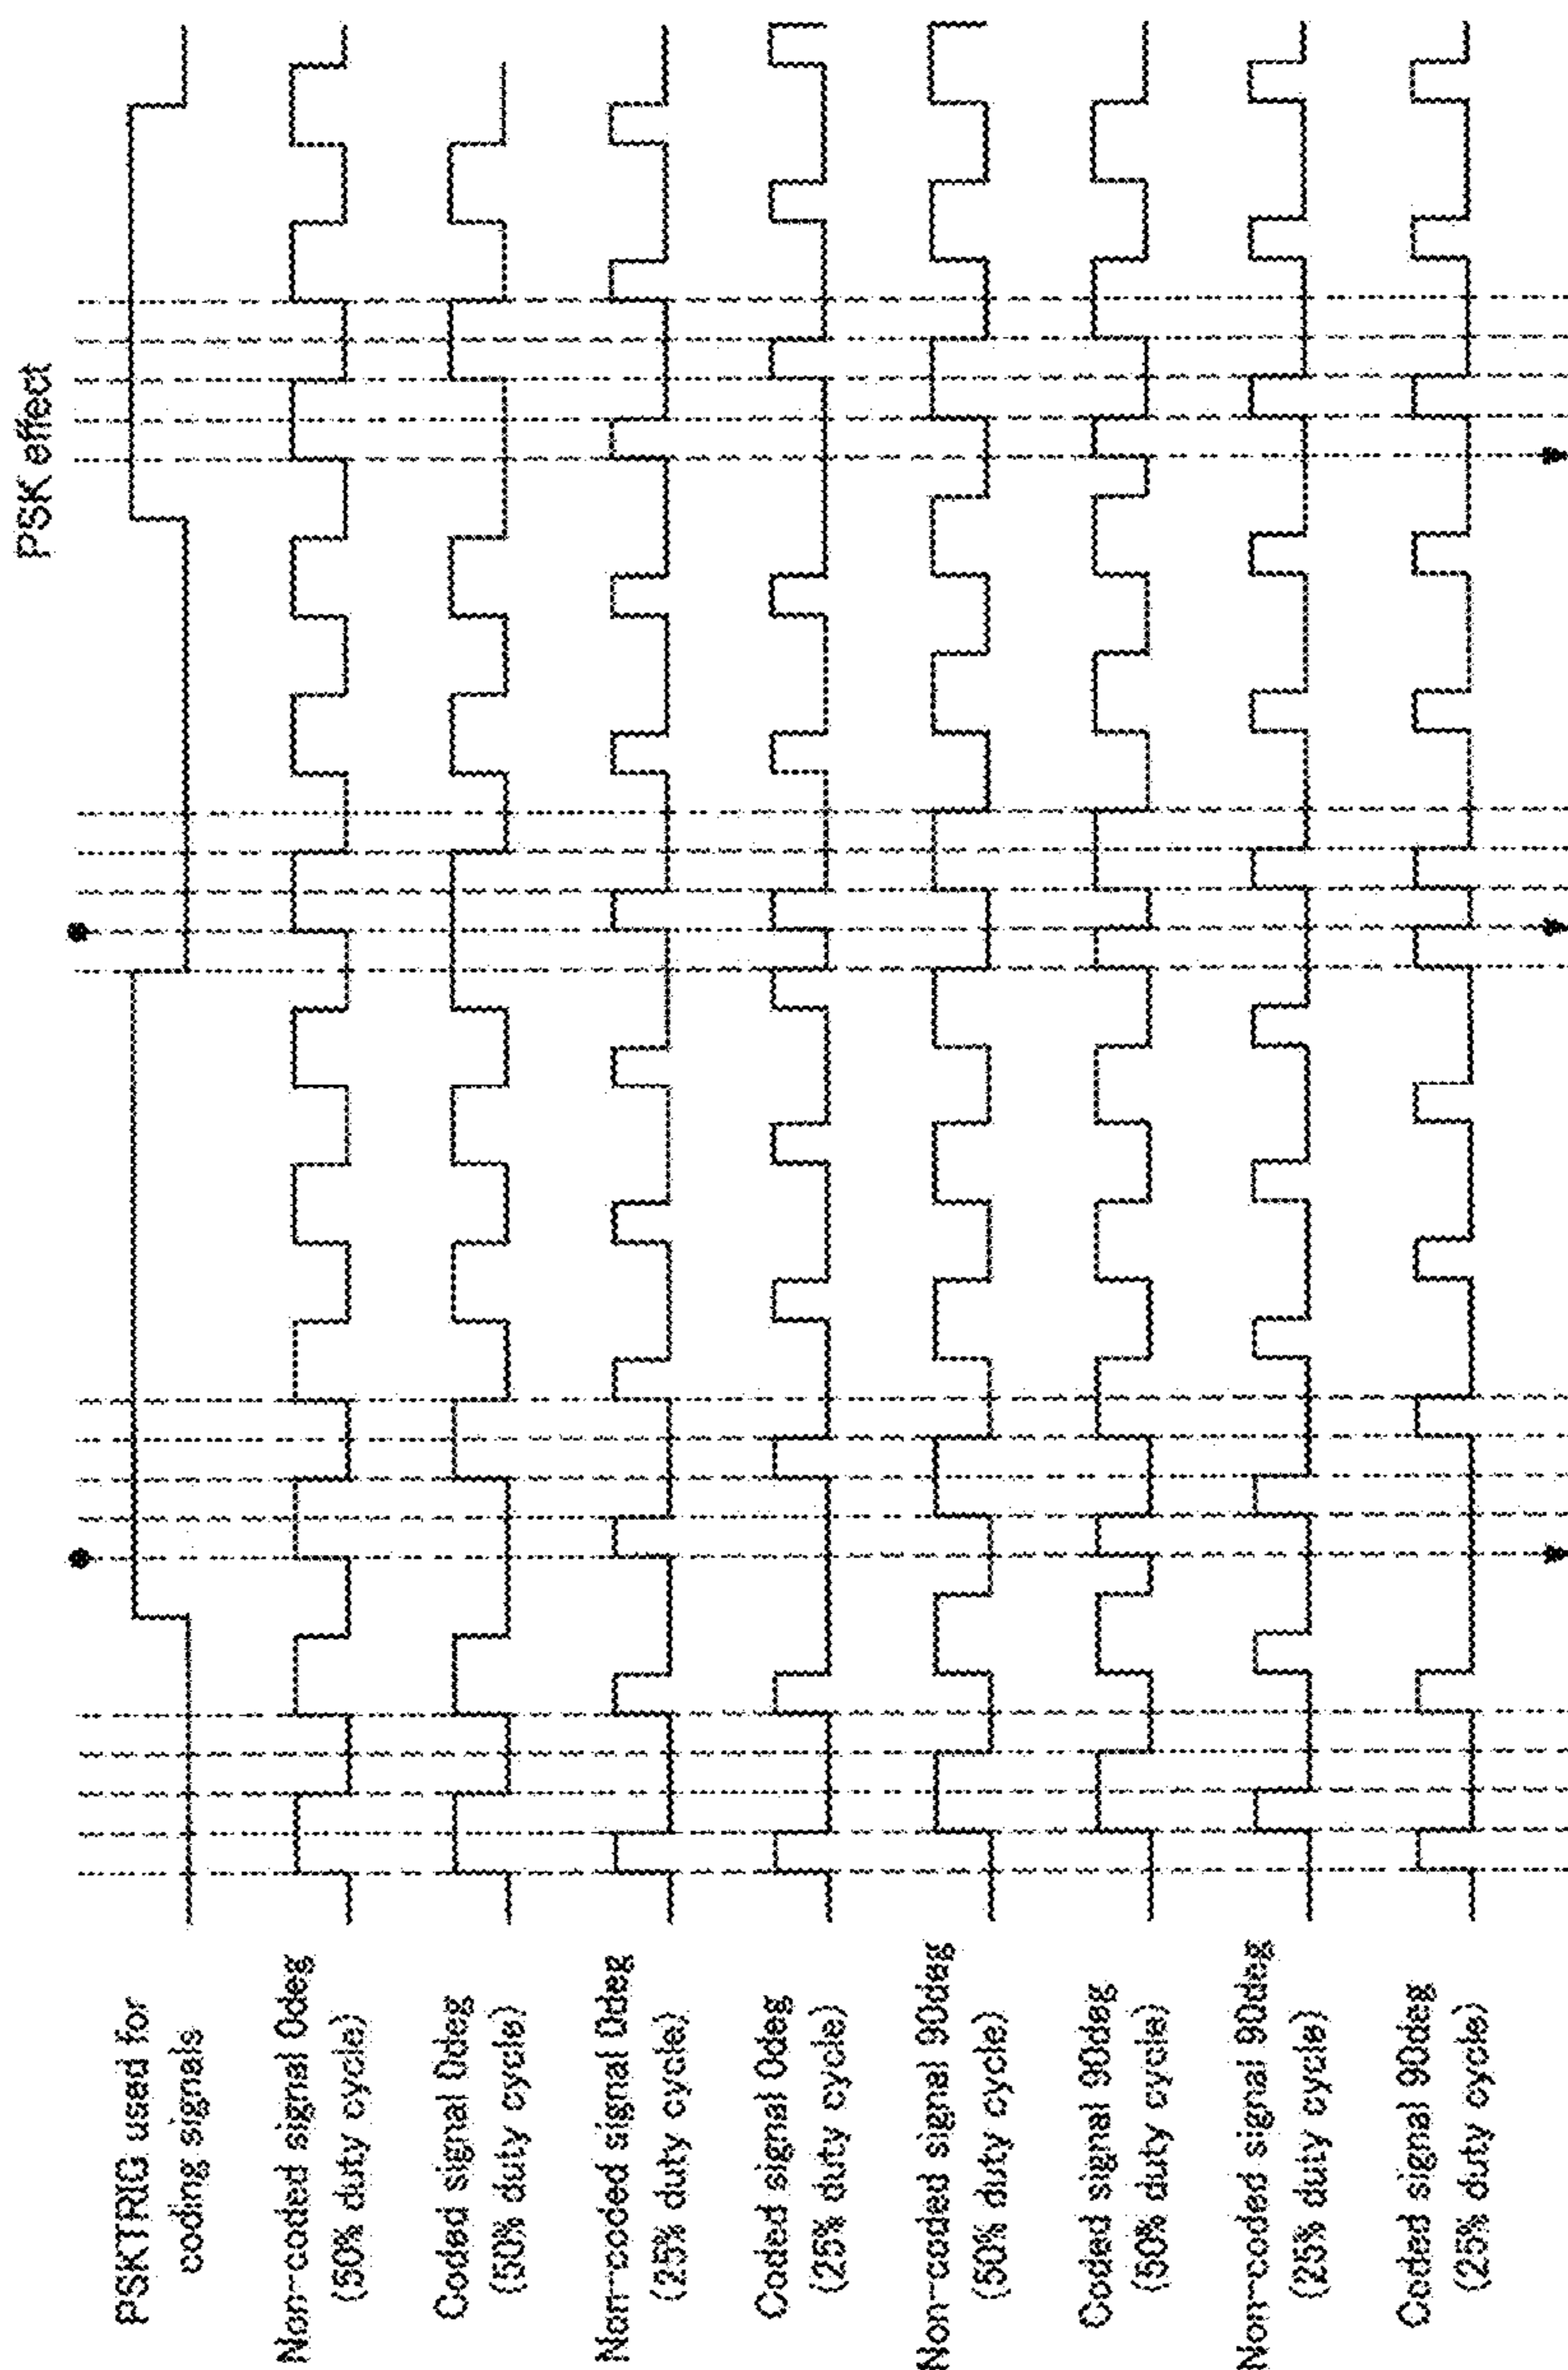 PSK effect
PSKTRIG used for
coding signals
Non-coded signal 0deg
(50% duty cycle)
Coded signal 0deg
(50% duty cycle)
Non-coded signal 0deg
(25% duty cycle)
Coded signal 0deg
(25% duty cycle)
Non-coded signal 90deg
(50% duty cycle)
Coded signal 90deg
(50% duty cycle)
Non-coded signal 90deg
(25% duty cycle)
Coded signal 90deg
(25% duty cycle)